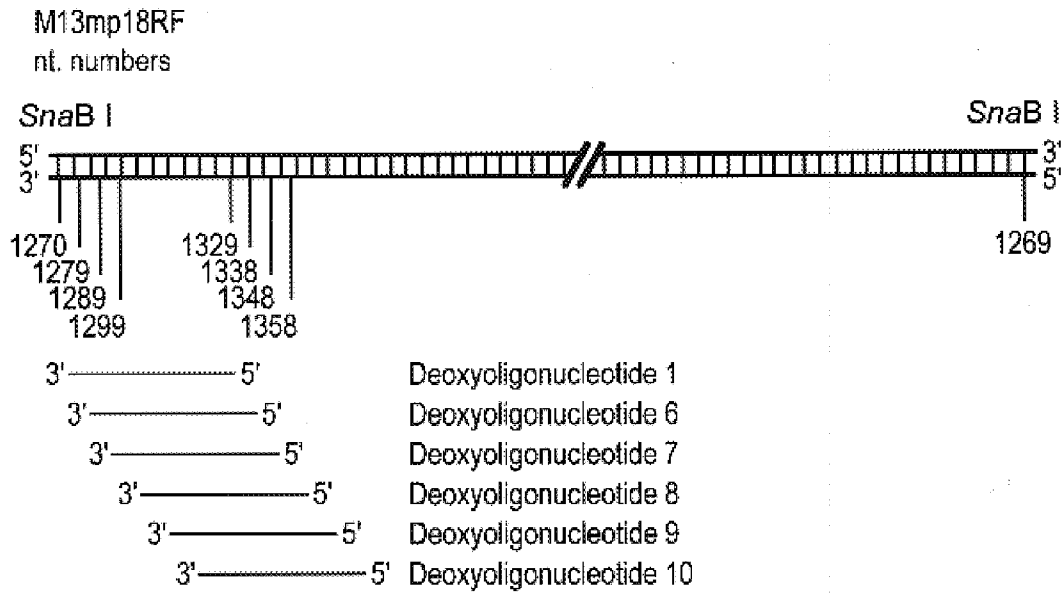 M13mp18RF
nt. numbers
SnaB I SnaB I
5' 3'
3' 5'
1270 1329 1269
1279 1338
1289 1348
1299 1358
3' 5' Deoxyoligonucleotide 1
3' 5' Deoxyoligonucleotide 6
3' 5' Deoxyoligonucleotide 7
3' 5' Deoxyoligonucleotide 8
3' 5' Deoxyoligonucleotide 9
3' 5' Deoxyoligonucleotide 10